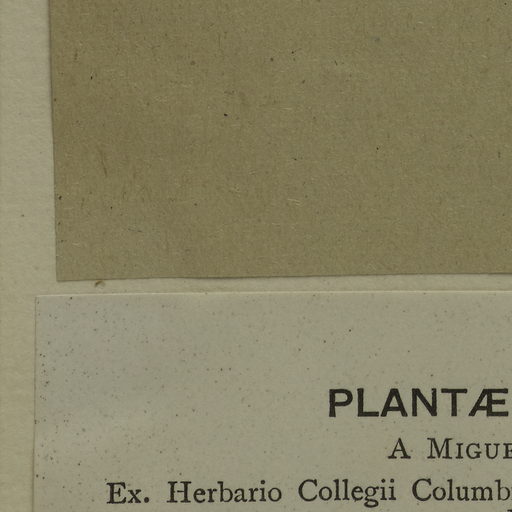 PLANTÆ
A MIGUE
Ex. Herbario Collegii Columb